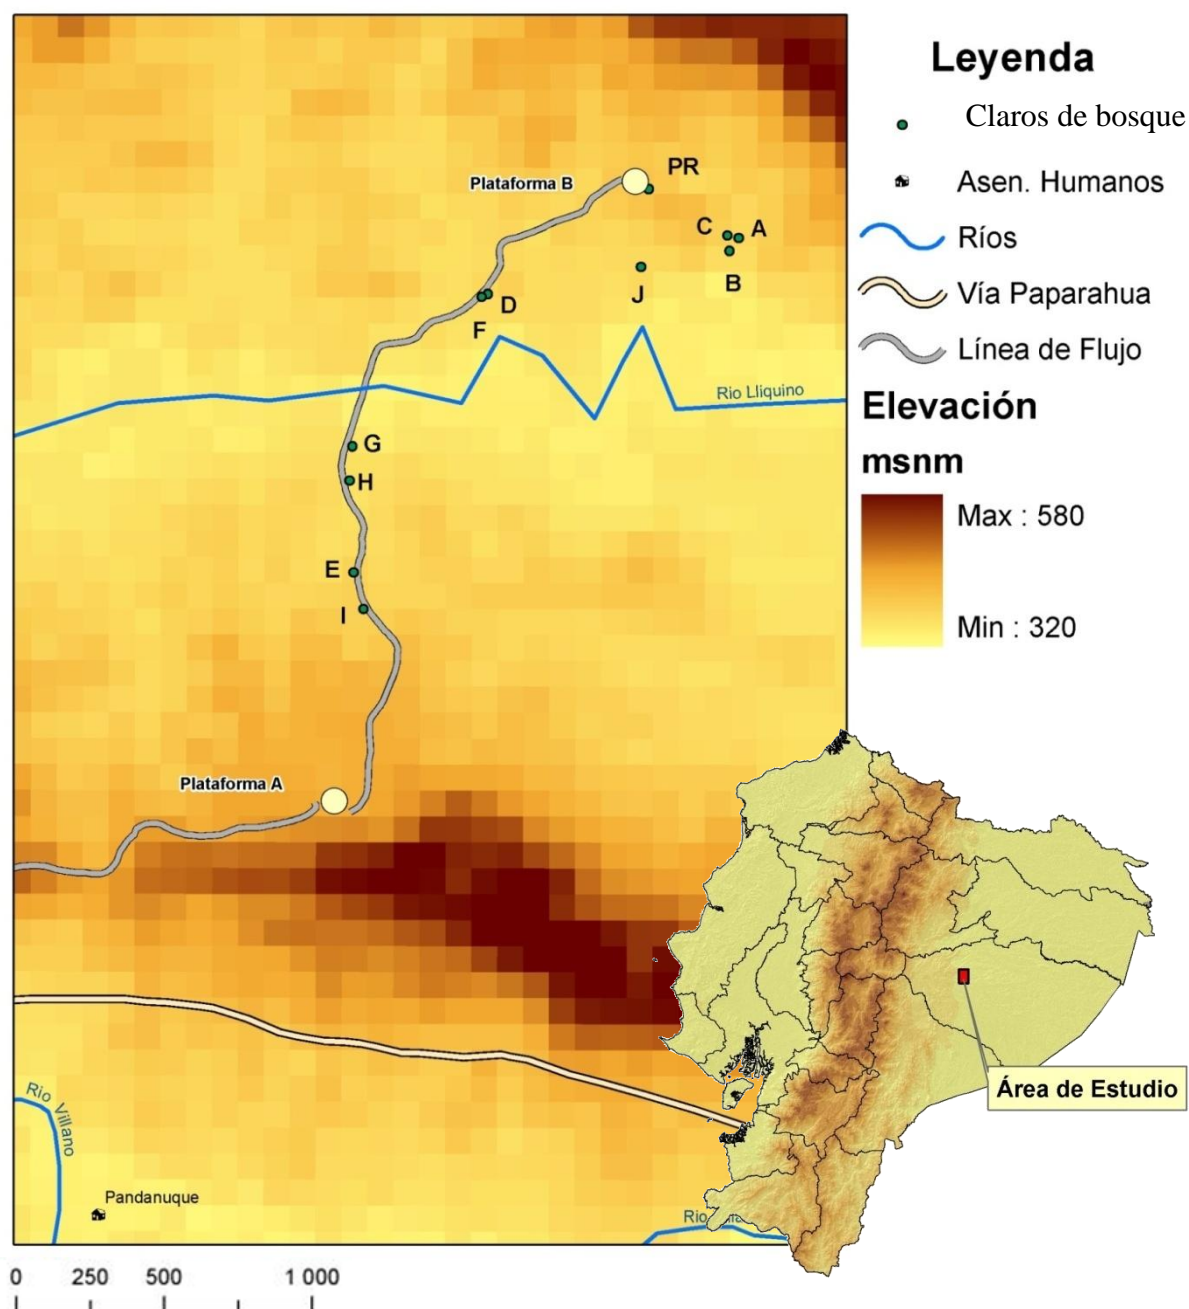 Leyenda
Claros de bosque
Asen. Humanos
Ríos
Vía Paparahua
Línea de Flujo
Elevación
msnm
Max : 580
Min : 320
PR
Plataforma B
C
A
B
J
D
F
Rio Lliquino
G
H
E
I
Plataforma A
Área de Estudio
Rio Villano
Pandanuque
Rio
0 250 500 1 000